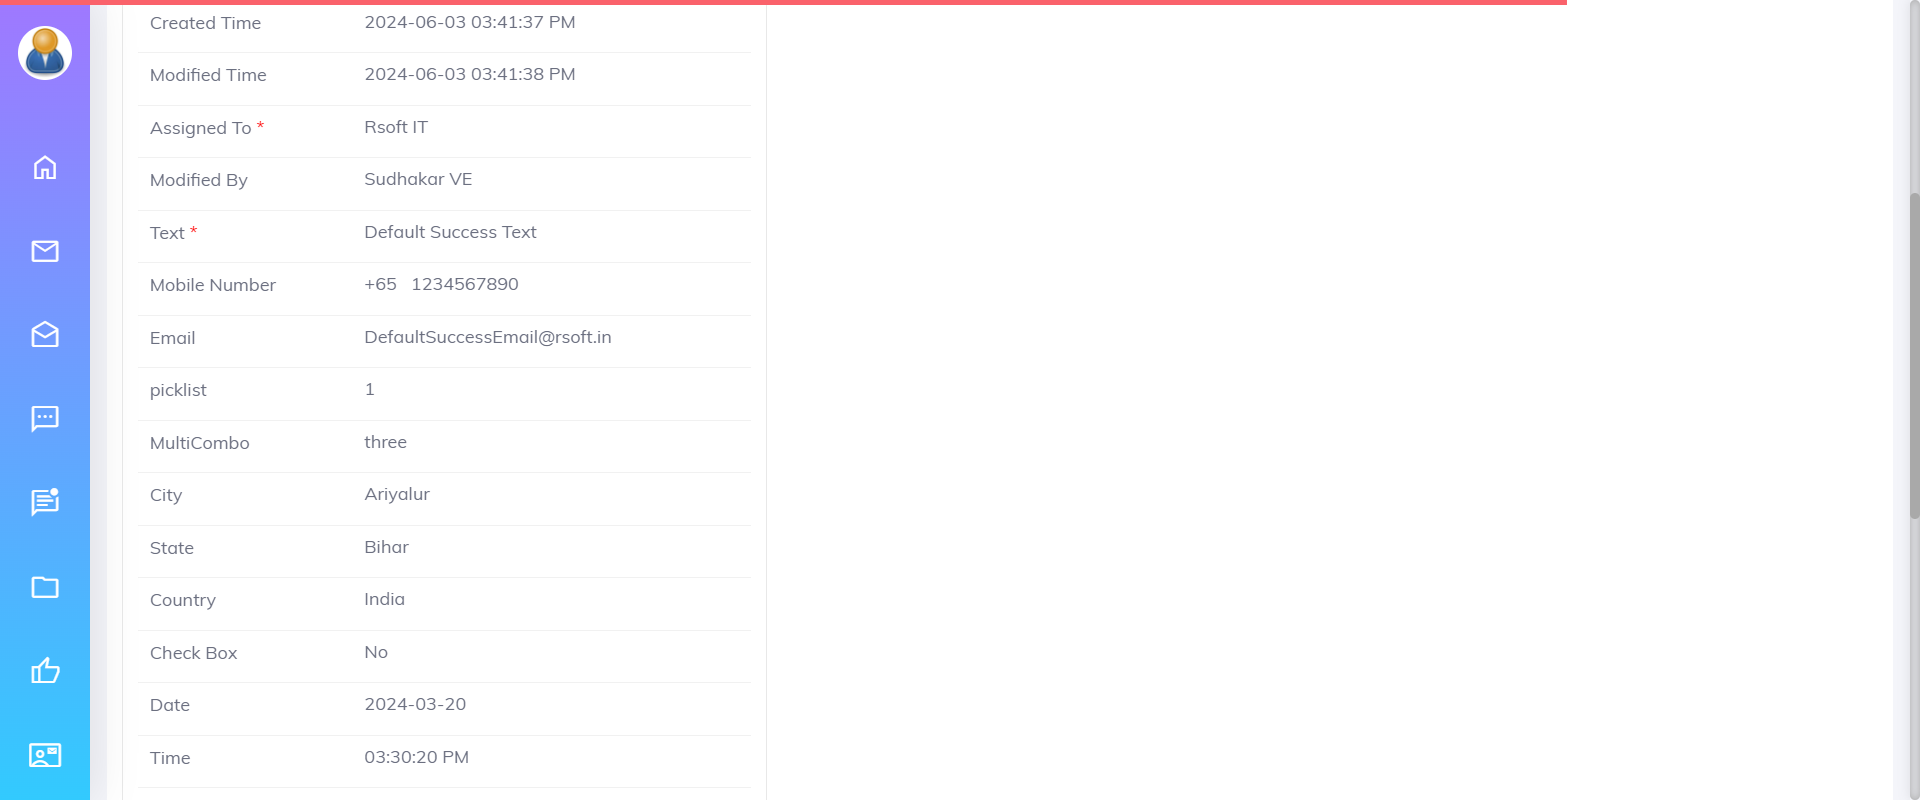 Created Time 2024-06-03 03:41:37 PM
Modified Time 2024-06-03 03:41:38 PM
Assigned To * Rsoft IT
Modified By Sudhakar VE
Text * Default Success Text
Mobile Number +65 1234567890
Email DefaultSuccessEmail@rsoft.in
picklist 1
MultiCombo three
City Ariyalur
State Bihar
Country India
Check Box No
Date 2024-03-20
Time 03:30:20 PM